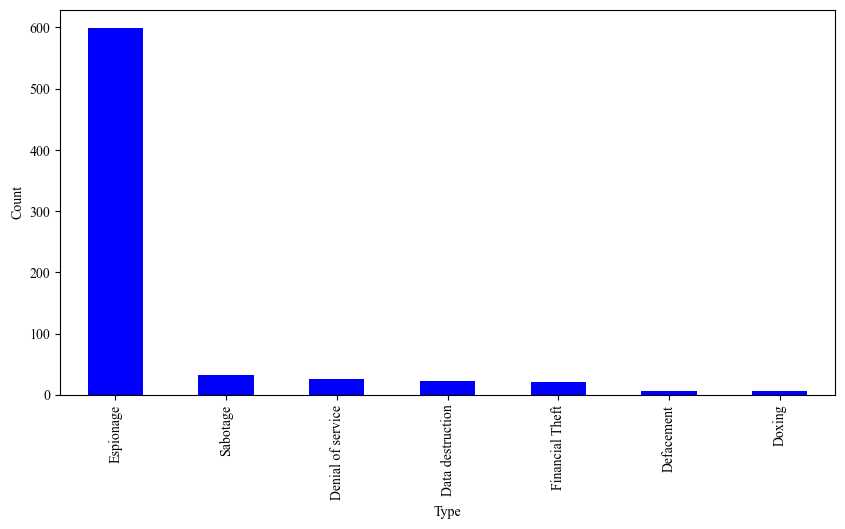 600
500
400
300
200
100
0
Count
Espionage
Sabotage
Denial of service
Data destruction
Financial Theft
Defacement
Doxing
Type